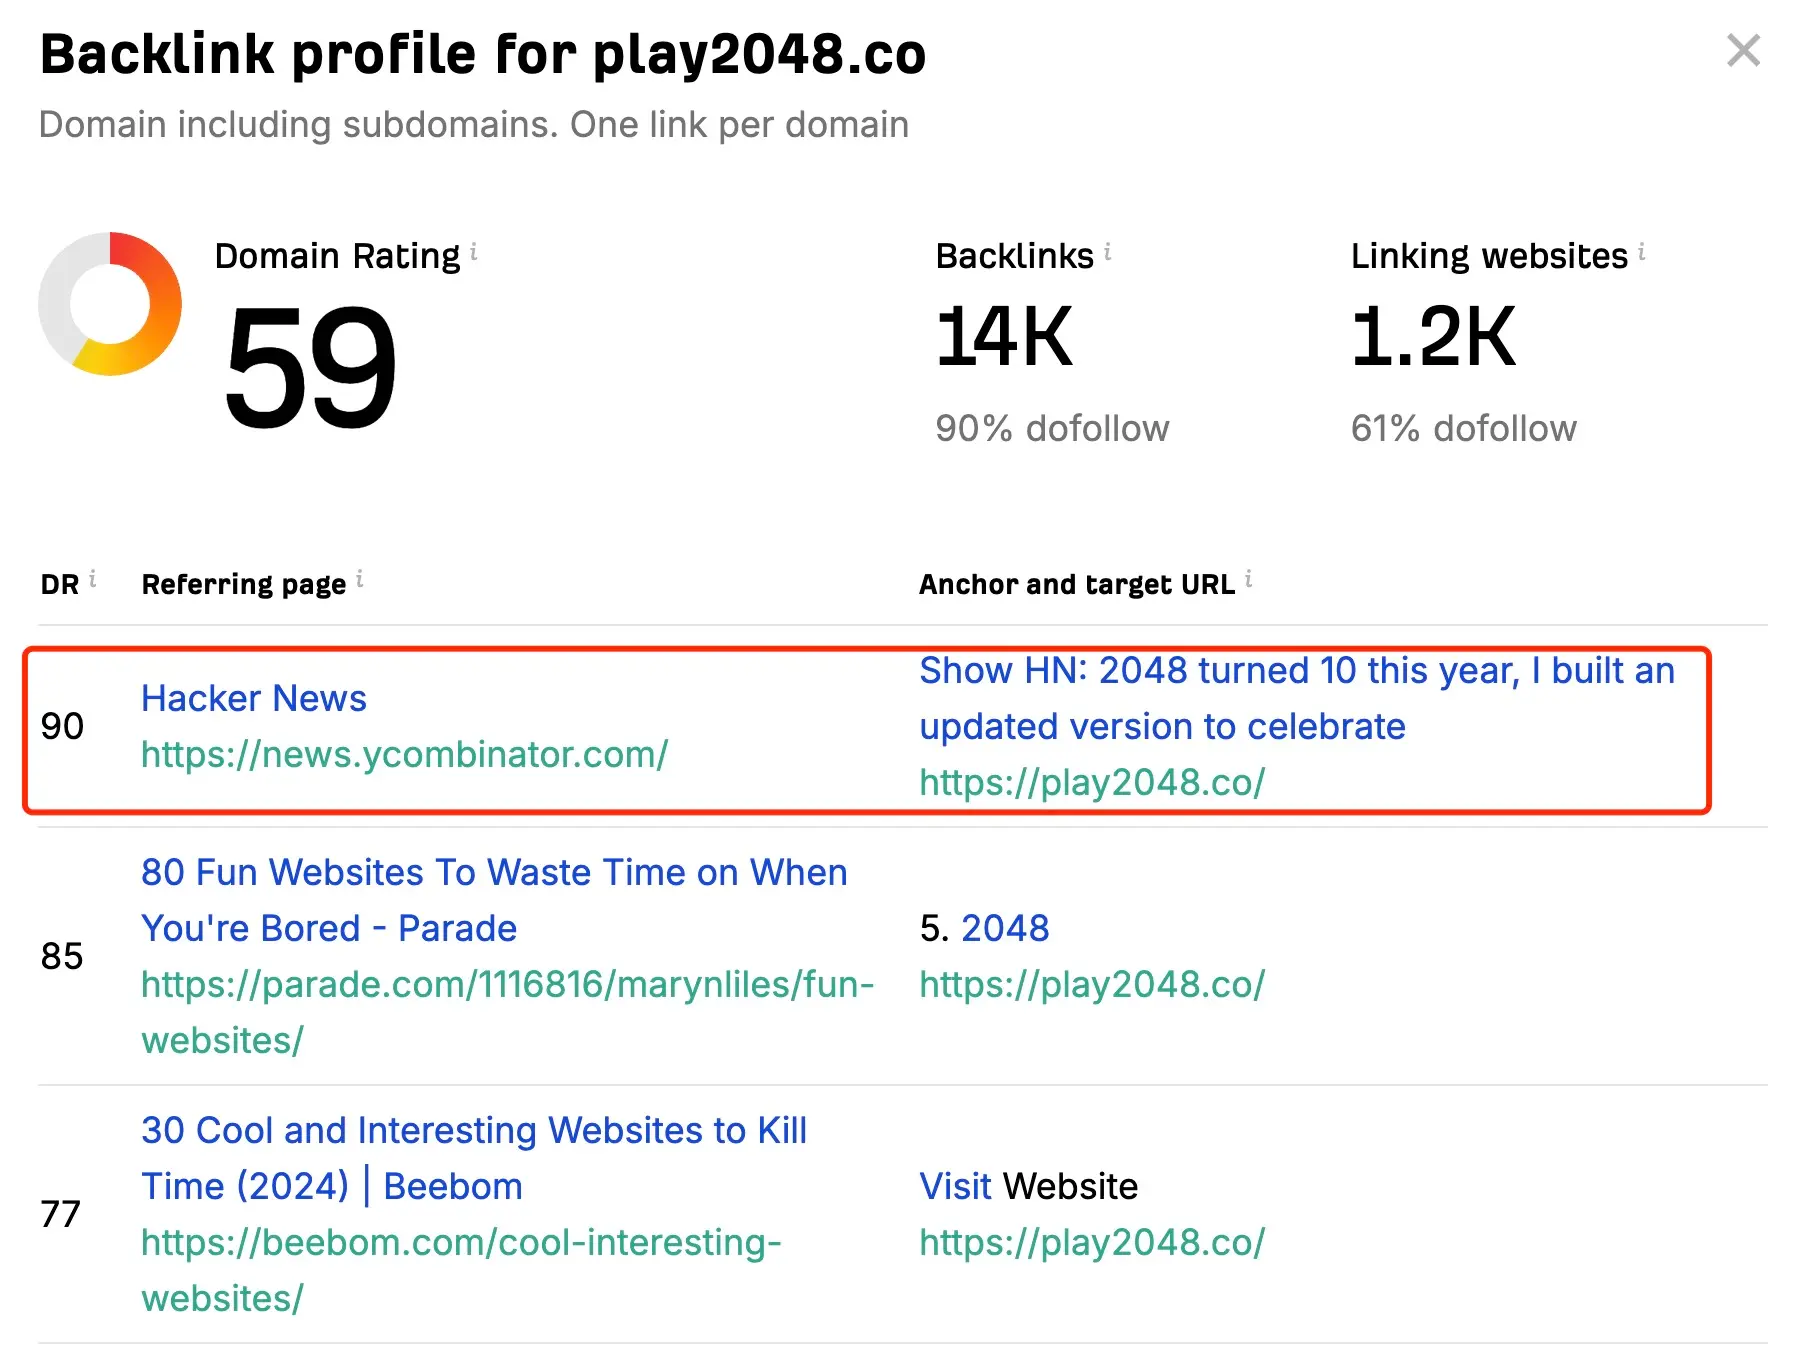 Backlink profile for play2048.co
Domain including subdomains. One link per domain
Domain Rating i
59
Backlinks i
14K
90% dofollow
Linking websites i
1.2K
61% dofollow
DR i
Referring page i
Anchor and target URL i
90
Hacker News
https://news.ycombinator.com/
Show HN: 2048 turned 10 this year, I built an
updated version to celebrate
https://play2048.co/
85
80 Fun Websites To Waste Time on When
You're Bored - Parade
https://parade.com/1116816/marynliles/fun-
websites/
5. 2048
https://play2048.co/
77
30 Cool and Interesting Websites to Kill
Time (2024) | Beebom
https://beebom.com/cool-interesting-
websites/
Visit Website
https://play2048.co/